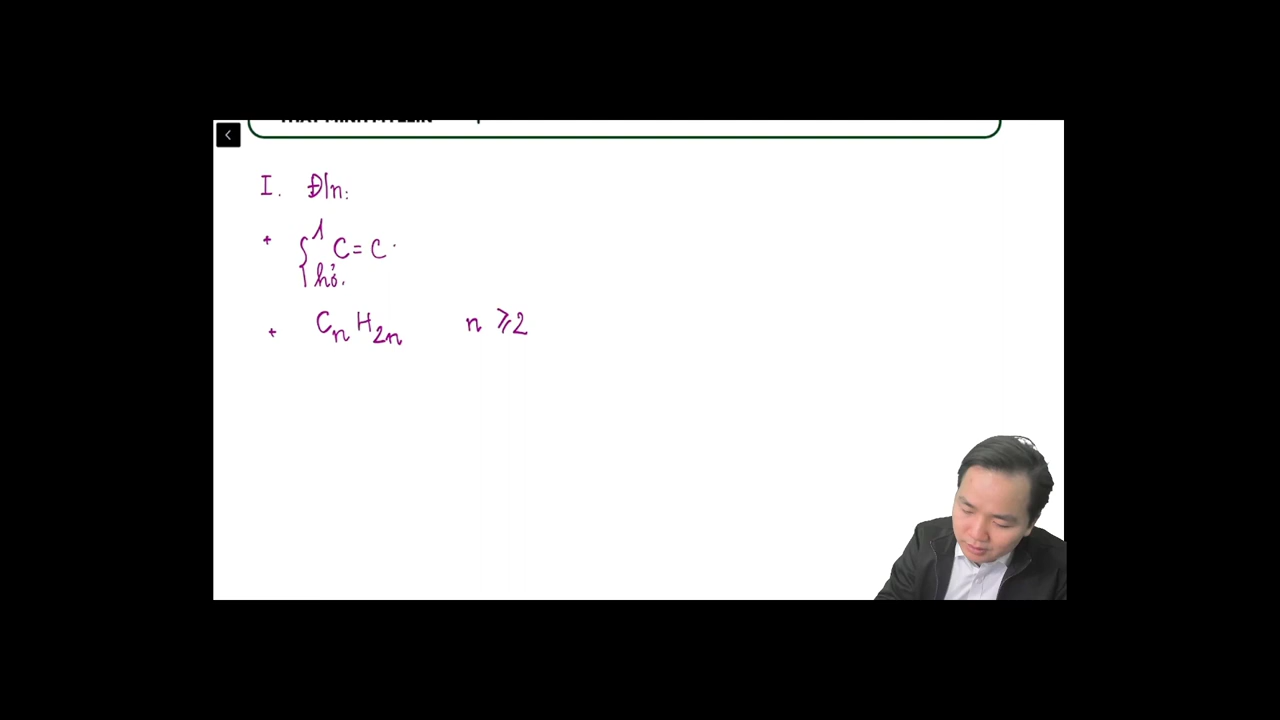 I. Đ/n:
+ { 1 C = C.
hở.
+ CnH2n n ⩾ 2